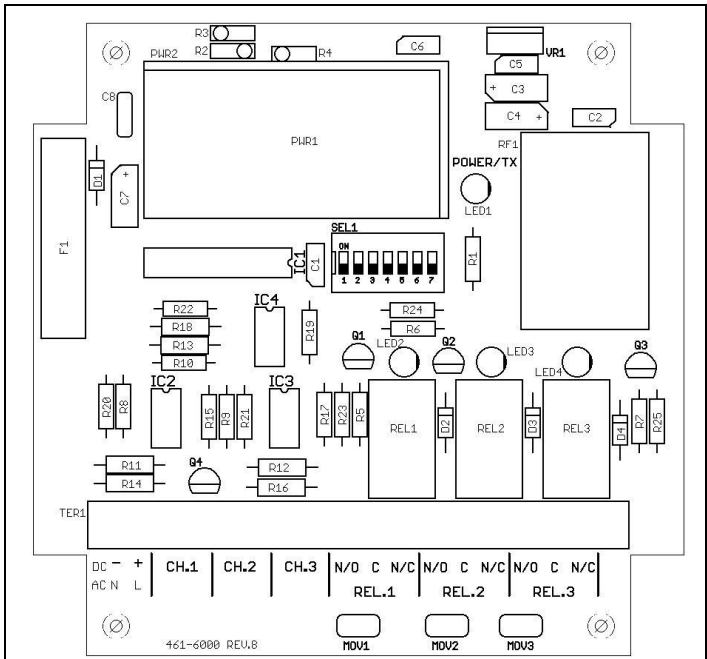 R3
PWR2
R2
R4
C6
VR1
C5
C3
+
C4
+
C2
C8
PWR1
RF1
POWER/TX
LED1
D1
+
C7
F1
SEL1
ON
1 2 3 4 5 6 7
IC1
C1
R1
IC4
R22
R18
R13
R10
R19
R24
R6
Q1
LED2
Q2
LED3
LED4
Q3
IC2
IC3
R20
R8
R15
R9
R21
R17
R23
R5
REL1
D2
REL2
D3
REL3
D4
R7
R25
R11
R14
Q4
R12
R16
TER1
DC - +
AC N L
CH.1
CH.2
CH.3
N/O C N/C
REL.1
N/O C N/C
REL.2
N/O C N/C
REL.3
461-6000 REV.8
MOV1
MOV2
MOV3